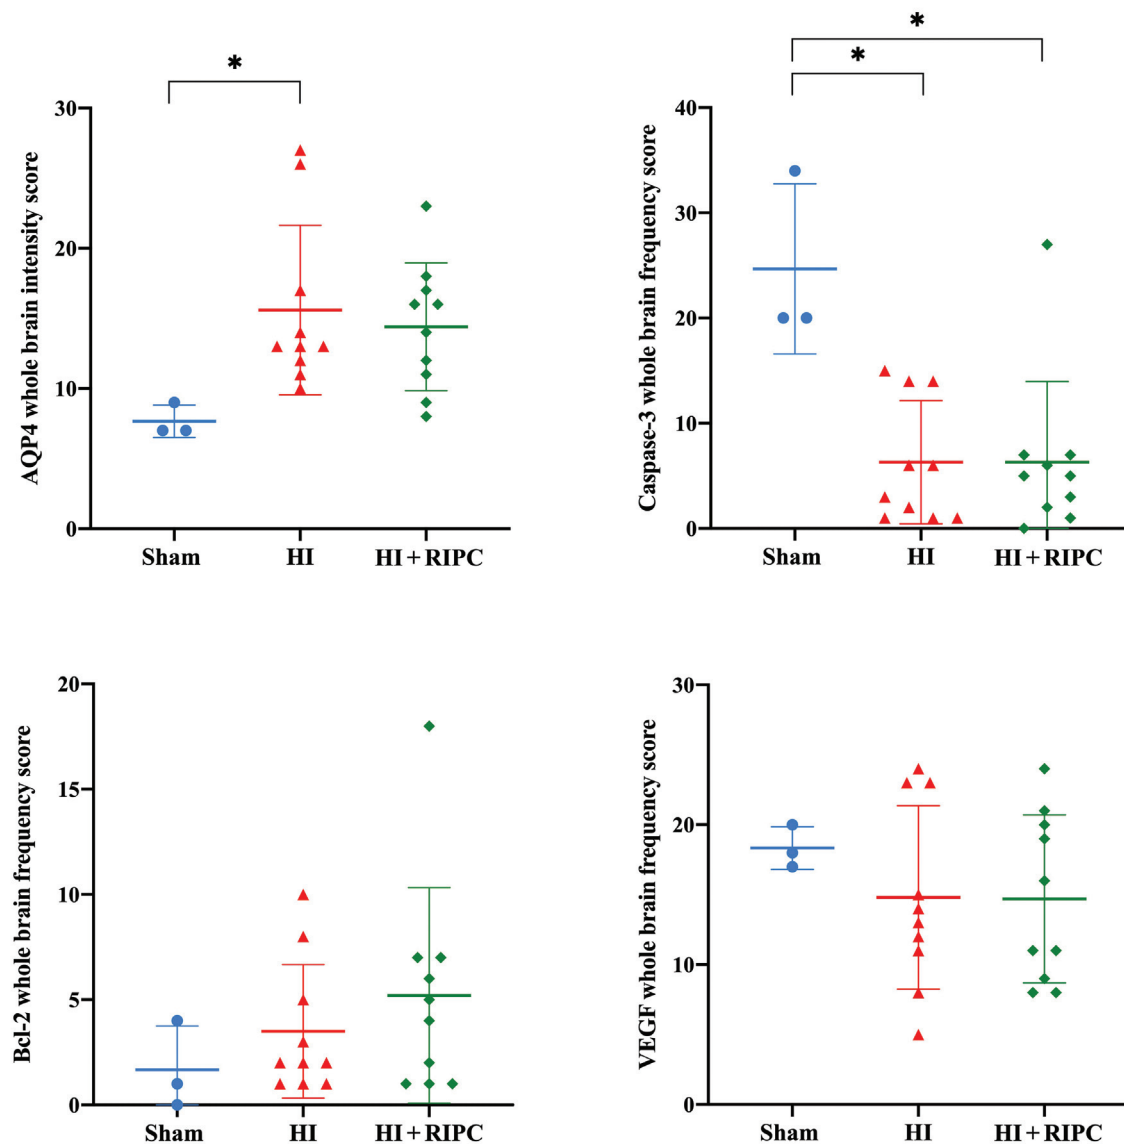 *
AQP4 whole brain intensity score
30
20
10
0
Sham
HI
HI + RIPC
*
*
Caspase-3 whole brain frequency score
40
30
20
10
0
Sham
HI
HI + RIPC
Bcl-2 whole brain frequency score
20
15
10
5
0
Sham
HI
HI + RIPC
VEGF whole brain frequency score
30
20
10
0
Sham
HI
HI + RIPC